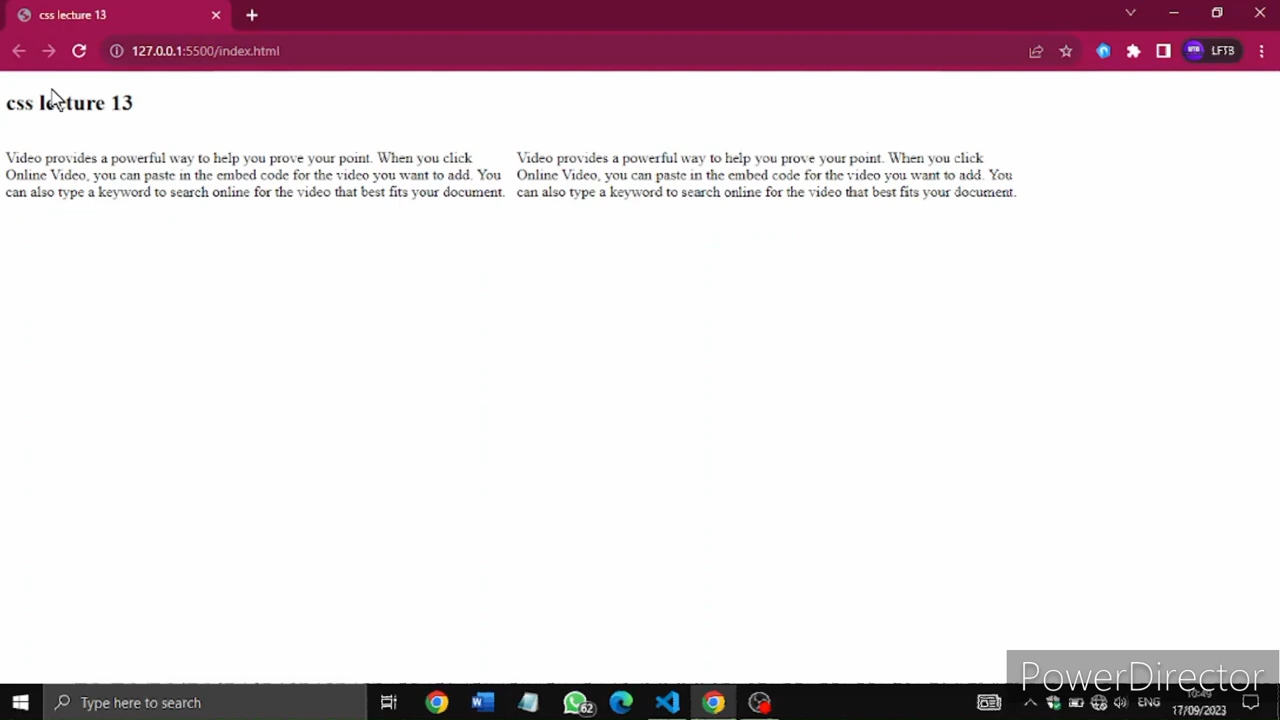 css lecture 13
127.0.0.1:5500/index.html
LFTB
css lecture 13
Video provides a powerful way to help you prove your point. When you click
Online Video, you can paste in the embed code for the video you want to add. You
can also type a keyword to search online for the video that best fits your document.
Video provides a powerful way to help you prove your point. When you click
Online Video, you can paste in the embed code for the video you want to add. You
can also type a keyword to search online for the video that best fits your document.
PowerDirector
Type here to search
62
ENG
17/09/2023